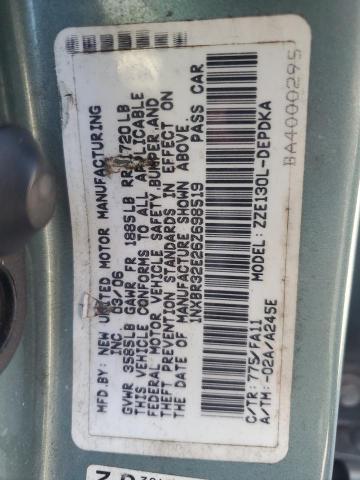 MFD BY: NEW UNITED MOTOR MANUFACTURING
INC 03/06
GVWR 3585LB GAWR FR 1885LB RR 1720LB
THIS VEHICLE CONFORMS TO ALL APPLICABLE
FEDERAL MOTOR VEHICLE SAFETY, BUMPER, AND
THEFT PREVENTION STANDARDS IN EFFECT ON
THE DATE OF MANUFACTURE SHOWN ABOVE.
1NXBR32E26Z698519 PASS CAR
C/TR: 775/FA11 MODEL: ZZE130L-DEPDKA
A/TM:-02A/A245E
BA4000295